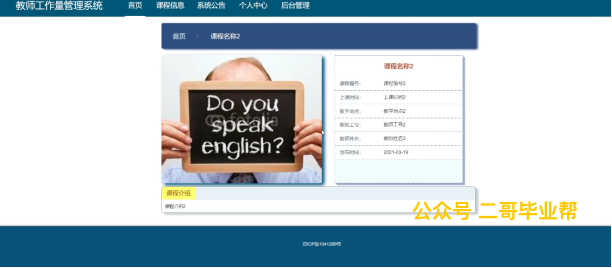 教师工作量管理系统 首页 课程信息 系统公告 个人中心 后台管理
首页 课程名称2
Do you
speak
english?
fotolia
课程名称2
课程编号: 课程编号2
上课时间: 上课时间2
教学地点: 教学地点2
教师工号: 教师工号2
教师姓名: 教师姓名2
发布时间: 2021-03-19
课程介绍
课程介绍2
公众号 二哥毕业帮